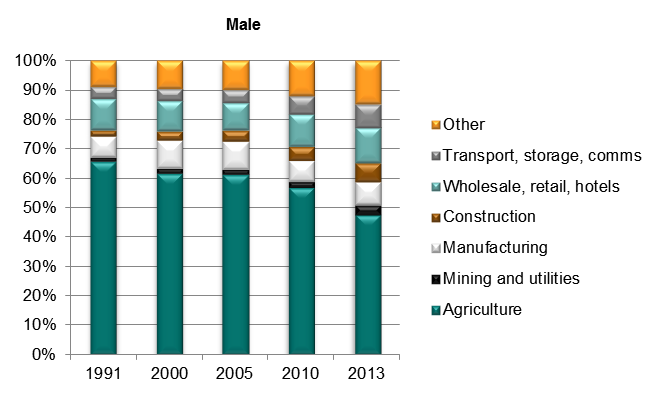 Male
100%
90%
80%
70%
60%
50%
40%
30%
20%
10%
0%
1991 2000 2005 2010 2013
Other
Transport, storage, comms
Wholesale, retail, hotels
Construction
Manufacturing
Mining and utilities
Agriculture